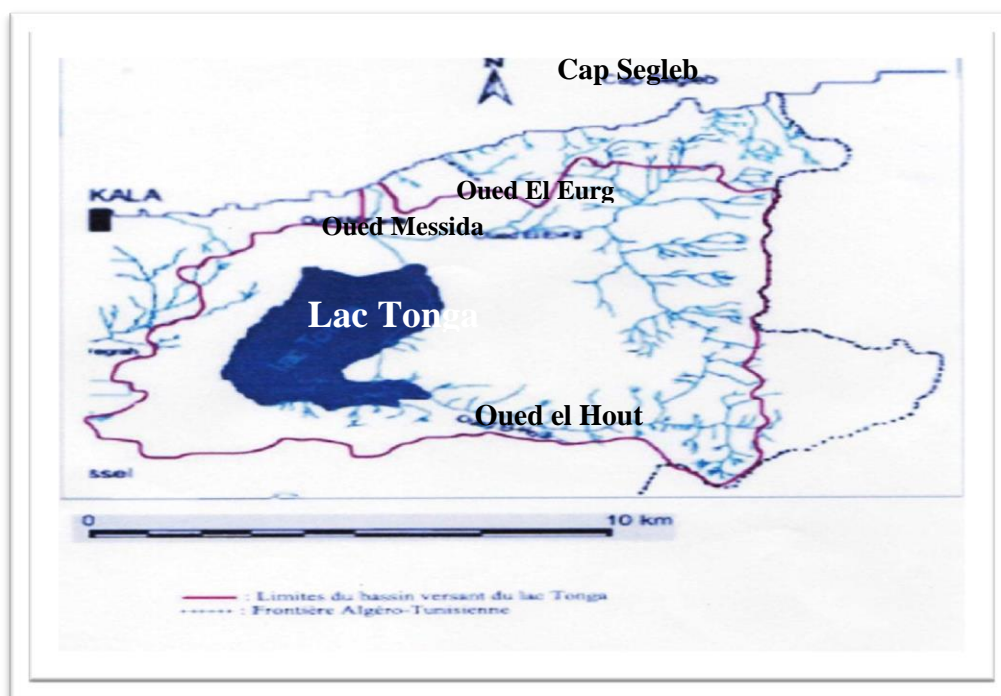 N
Cap Segleb
KALA
Oued El Eurg
Oued Messida
Lac Tonga
Oued el Hout
ssel
0 10 km
: Limites du bassin versant du lac Tonga
: Frontière Algéro-Tunisienne